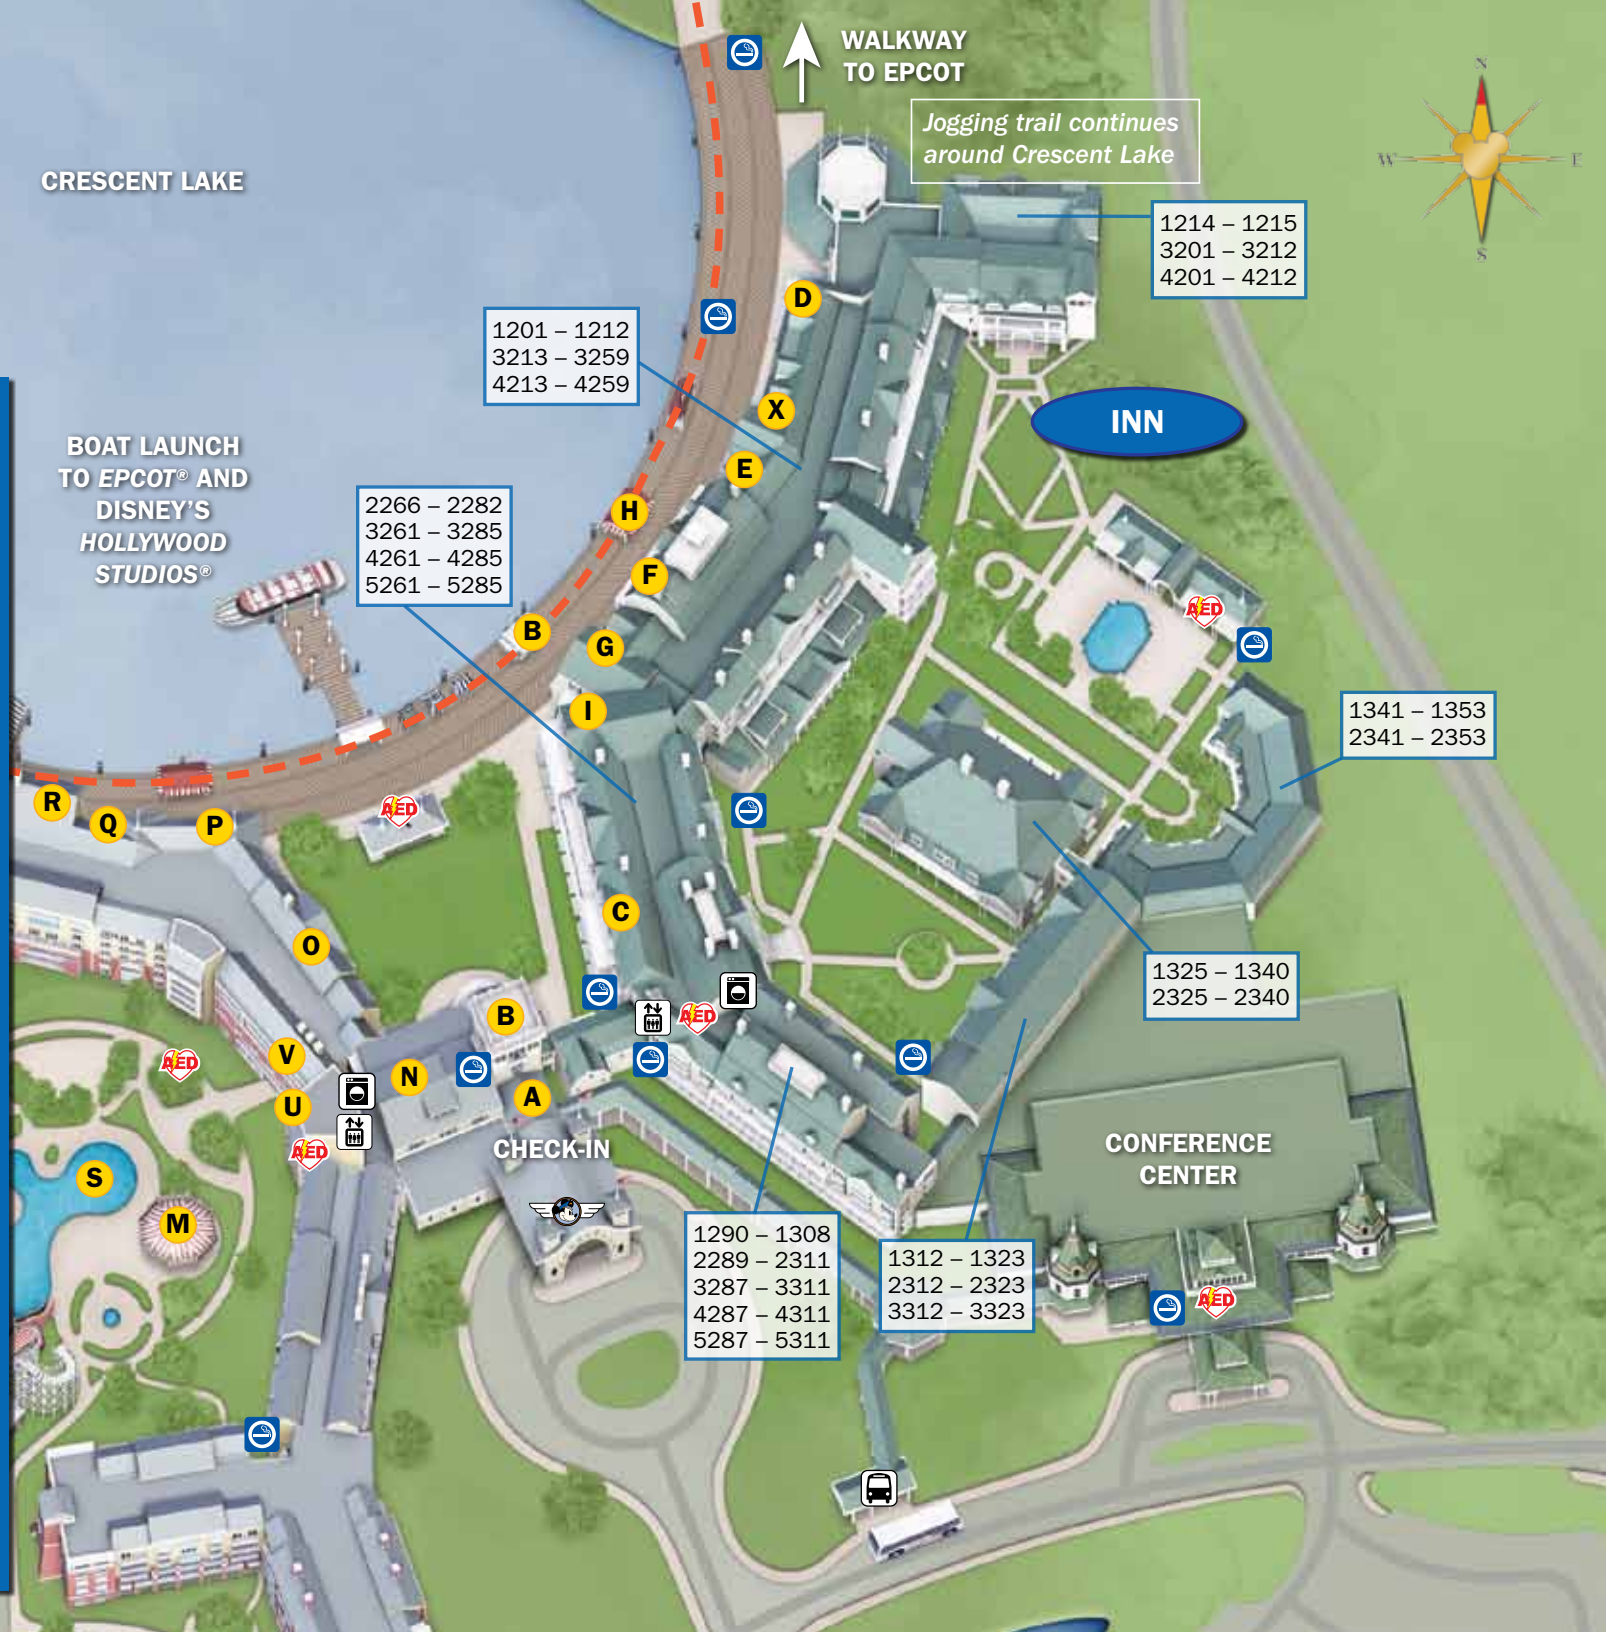 WALKWAY
TO EPCOT
Jogging trail continues
around Crescent Lake
N
W
E
S
CRESCENT LAKE
1214 – 1215
3201 – 3212
4201 – 4212
D
1201 – 1212
3213 – 3259
4213 – 4259
X
INN
BOAT LAUNCH
TO EPCOT® AND
DISNEY'S
HOLLYWOOD
STUDIOS®
E
2266 – 2282
3261 – 3285
4261 – 4285
5261 – 5285
H
F
AED
B
G
I
1341 – 1353
2341 – 2353
R
Q
P
AED
C
O
1325 – 1340
2325 – 2340
B
AED
V
N
A
U
AED
AED
CHECK-IN
CONFERENCE
CENTER
S
M
1290 – 1308
2289 – 2311
3287 – 3311
4287 – 4311
5287 – 5311
1312 – 1323
2312 – 2323
3312 – 3323
AED